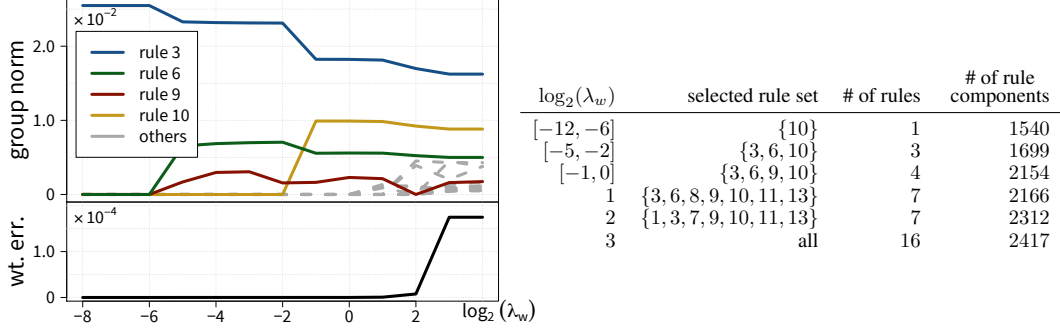 ×10⁻²
group norm
2.0
1.0
0
rule 3
rule 6
rule 9
rule 10
others
×10⁻⁴
wt. err.
1.0
0
−8 −6 −4 −2 0 2
log₂(λ_w)
log₂(λ_w) selected rule set # of rules # of rule components
[−12, −6] {10} 1 1540
[−5, −2] {3, 6, 10} 3 1699
[−1, 0] {3, 6, 9, 10} 4 2154
1 {3, 6, 8, 9, 10, 11, 13} 7 2166
2 {1, 3, 7, 9, 10, 11, 13} 7 2312
3 all 16 2417